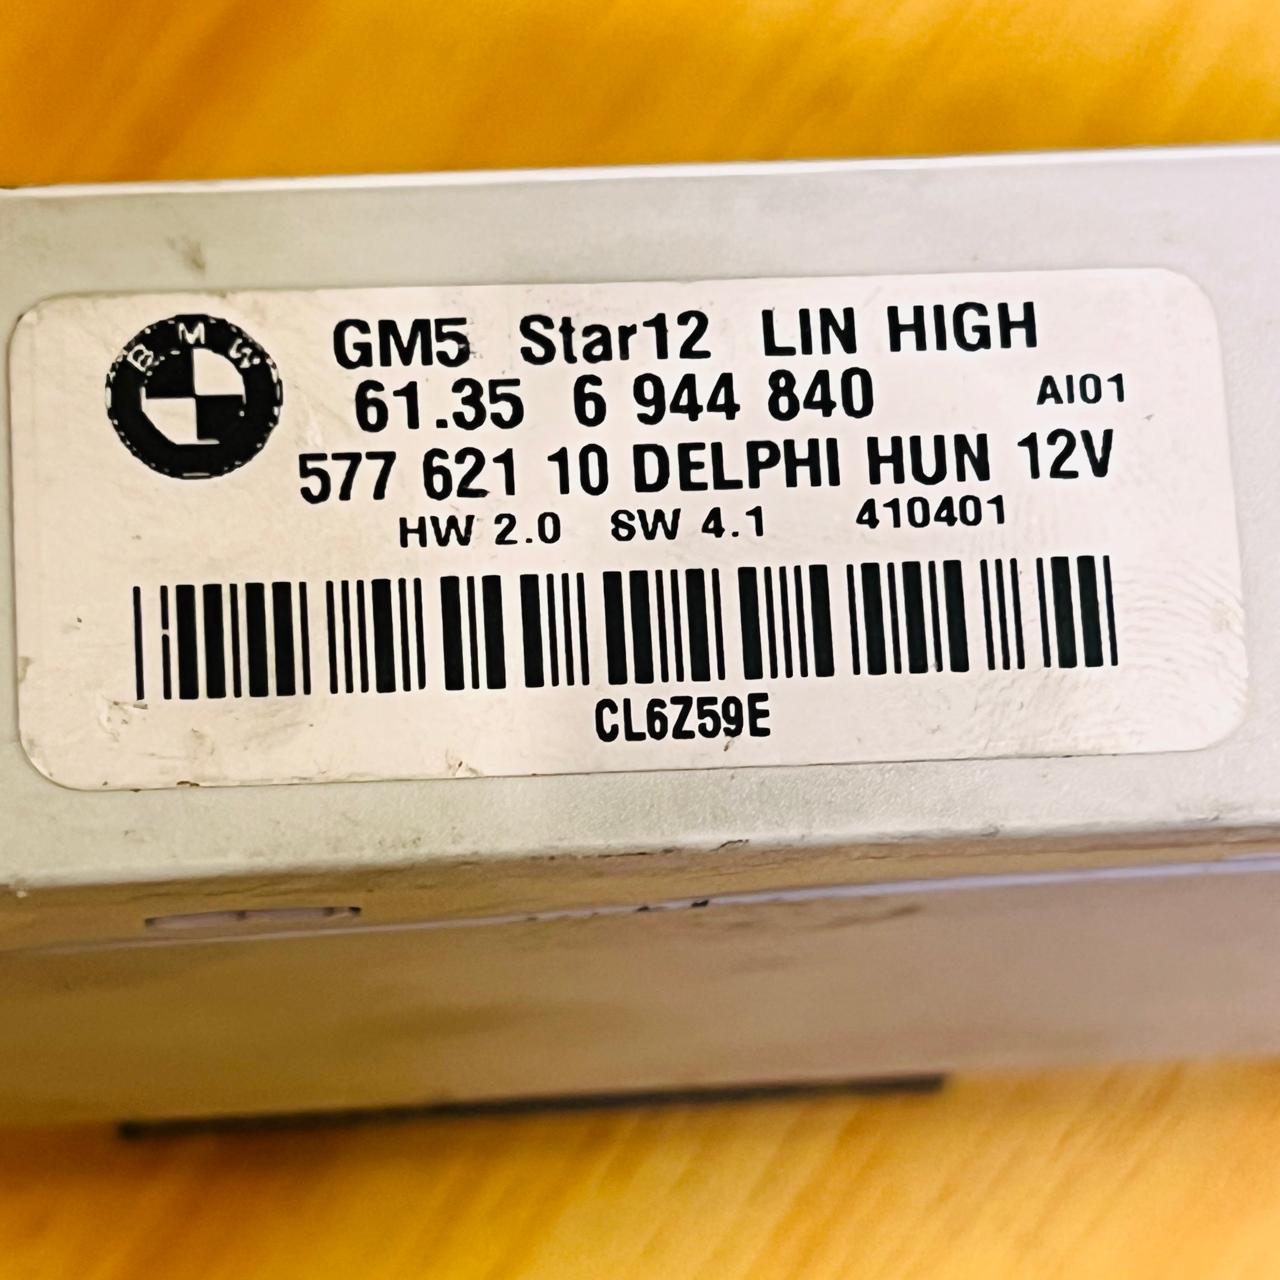 BMW
GM5 Star12 LIN HIGH
61.35 6 944 840 AI01
577 621 10 DELPHI HUN 12V
HW 2.0 SW 4.1 410401
CL6Z59E